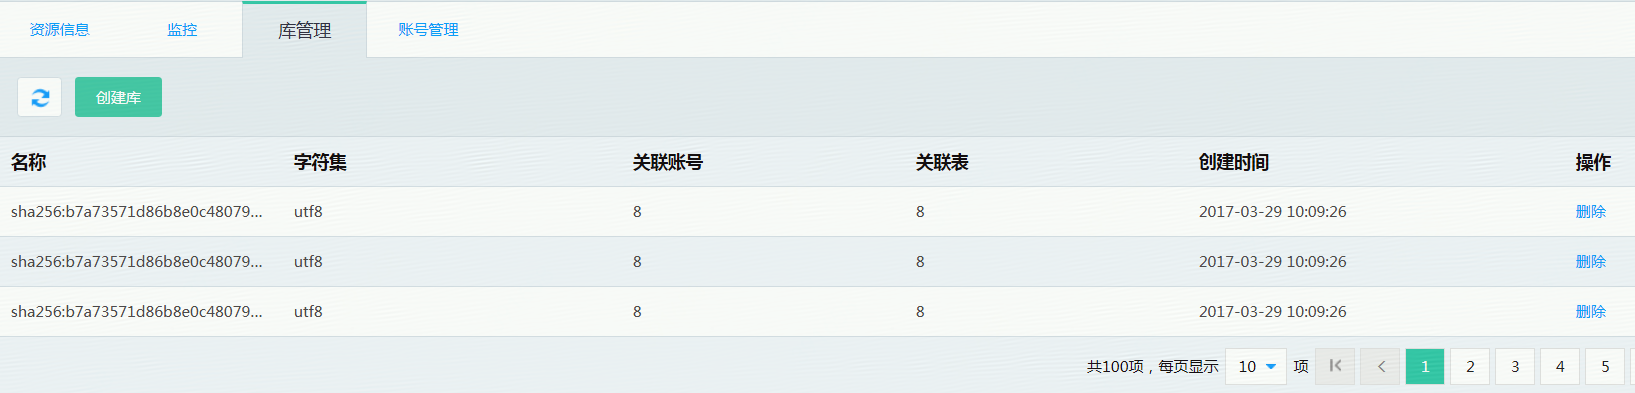 资源信息 监控 库管理 账号管理
创建库
名称 字符集 关联账号 关联表 创建时间 操作
sha256:b7a73571d86b8e0c48079... utf8 8 8 2017-03-29 10:09:26 删除
sha256:b7a73571d86b8e0c48079... utf8 8 8 2017-03-29 10:09:26 删除
sha256:b7a73571d86b8e0c48079... utf8 8 8 2017-03-29 10:09:26 删除
共100项，每页显示 10 项 1 2 3 4 5